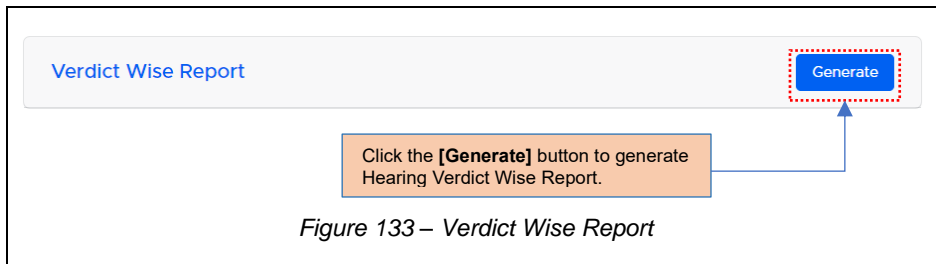 Verdict Wise Report
Generate
Click the [Generate] button to generate
Hearing Verdict Wise Report.
Figure 133 – Verdict Wise Report